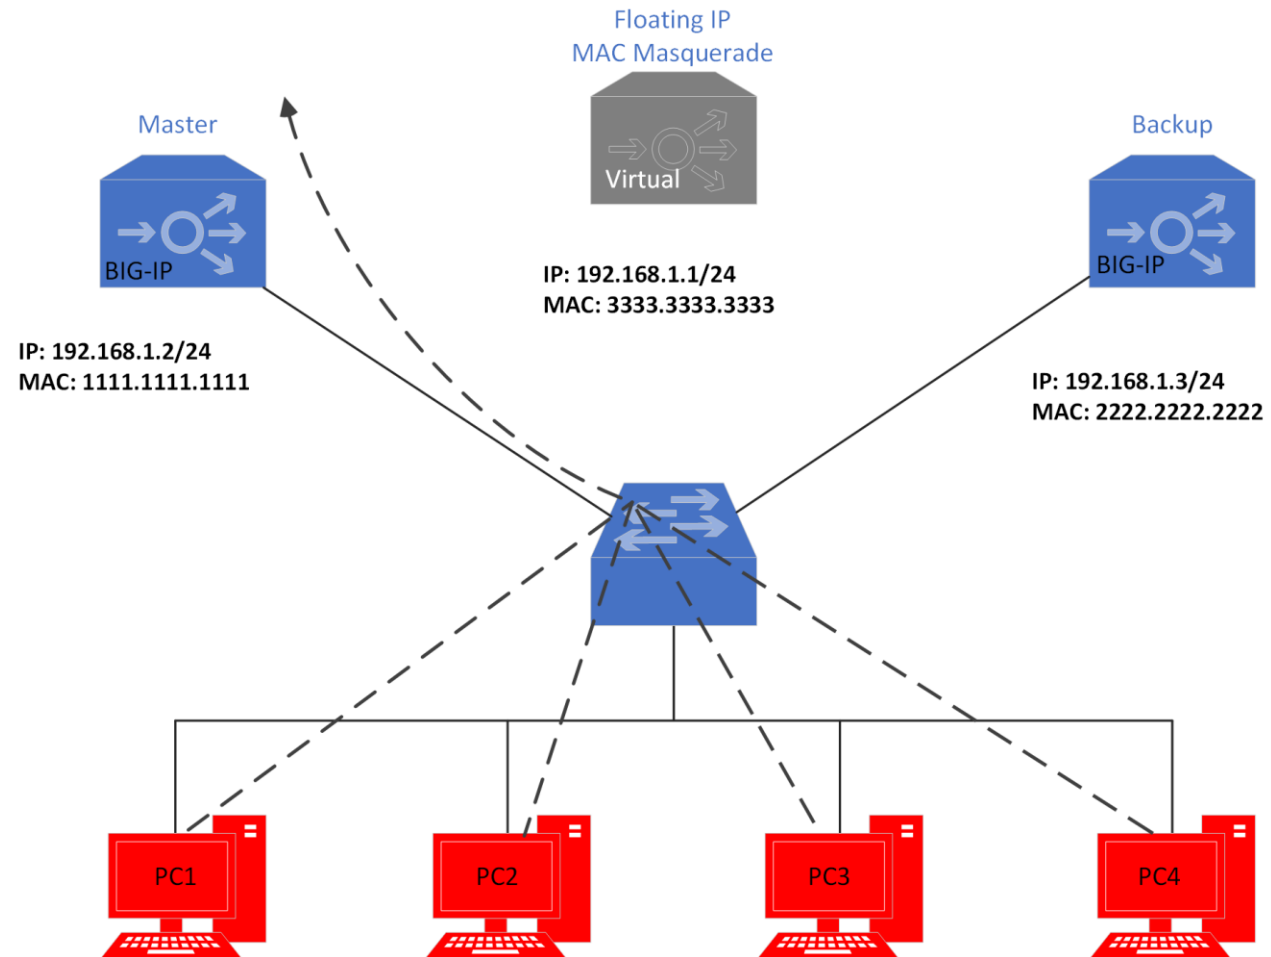 Floating IP
MAC Masquerade
Master
Backup
Virtual
BIG-IP
BIG-IP
IP: 192.168.1.1/24
MAC: 3333.3333.3333
IP: 192.168.1.2/24
MAC: 1111.1111.1111
IP: 192.168.1.3/24
MAC: 2222.2222.2222
PC1
PC2
PC3
PC4